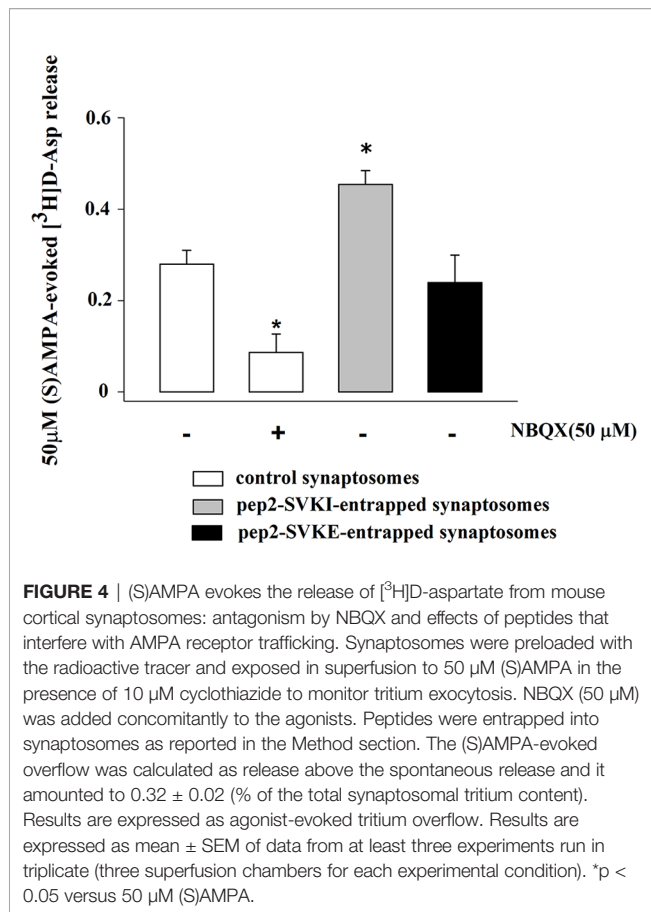 50µM (S)AMPA-evoked [³H]D-Asp release
0.6
0.4
0.2
0
*
*
- + - - NBQX(50 µM)
control synaptosomes
pep2-SVKI-entrapped synaptosomes
pep2-SVKE-entrapped synaptosomes
FIGURE 4 | (S)AMPA evokes the release of [³H]D-aspartate from mouse
cortical synaptosomes: antagonism by NBQX and effects of peptides that
interfere with AMPA receptor trafficking. Synaptosomes were preloaded with
the radioactive tracer and exposed in superfusion to 50 µM (S)AMPA in the
presence of 10 µM cyclothiazide to monitor tritium exocytosis. NBQX (50 µM)
was added concomitantly to the agonists. Peptides were entrapped into
synaptosomes as reported in the Method section. The (S)AMPA-evoked
overflow was calculated as release above the spontaneous release and it
amounted to 0.32 ± 0.02 (% of the total synaptosomal tritium content).
Results are expressed as agonist-evoked tritium overflow. Results are
expressed as mean ± SEM of data from at least three experiments run in
triplicate (three superfusion chambers for each experimental condition). *p <
0.05 versus 50 µM (S)AMPA.